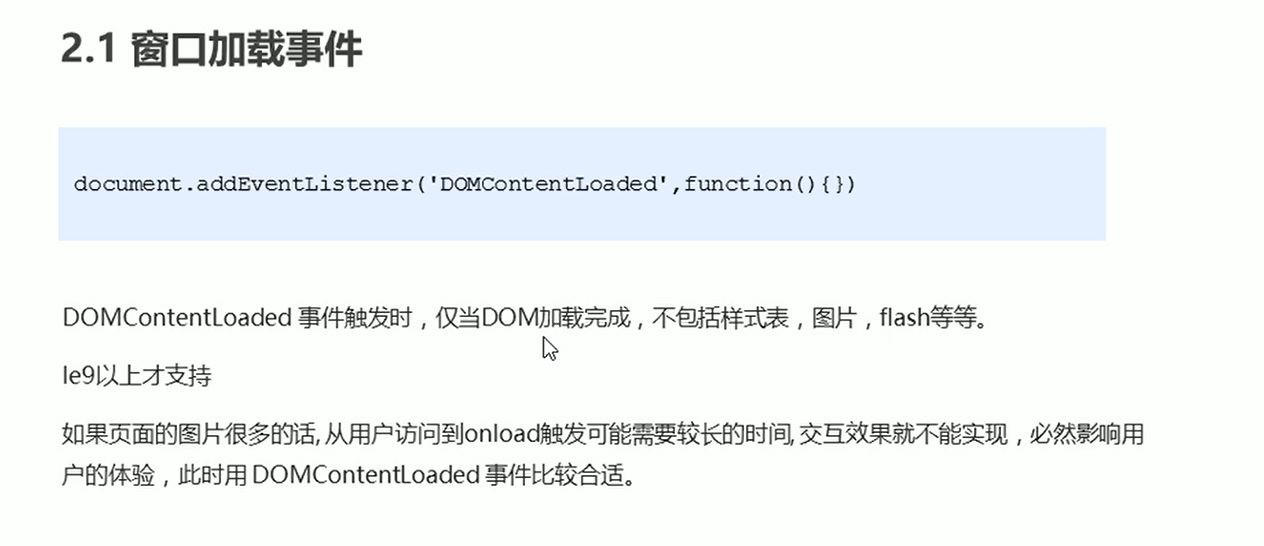 2.1 窗口加载事件
document.addEventListener('DOMContentLoaded',function(){})
DOMContentLoaded 事件触发时，仅当DOM加载完成，不包括样式表，图片，flash等等。
Ie9以上才支持
如果页面的图片很多的话, 从用户访问到onload触发可能需要较长的时间, 交互效果就不能实现，必然影响用
户的体验，此时用 DOMContentLoaded 事件比较合适。